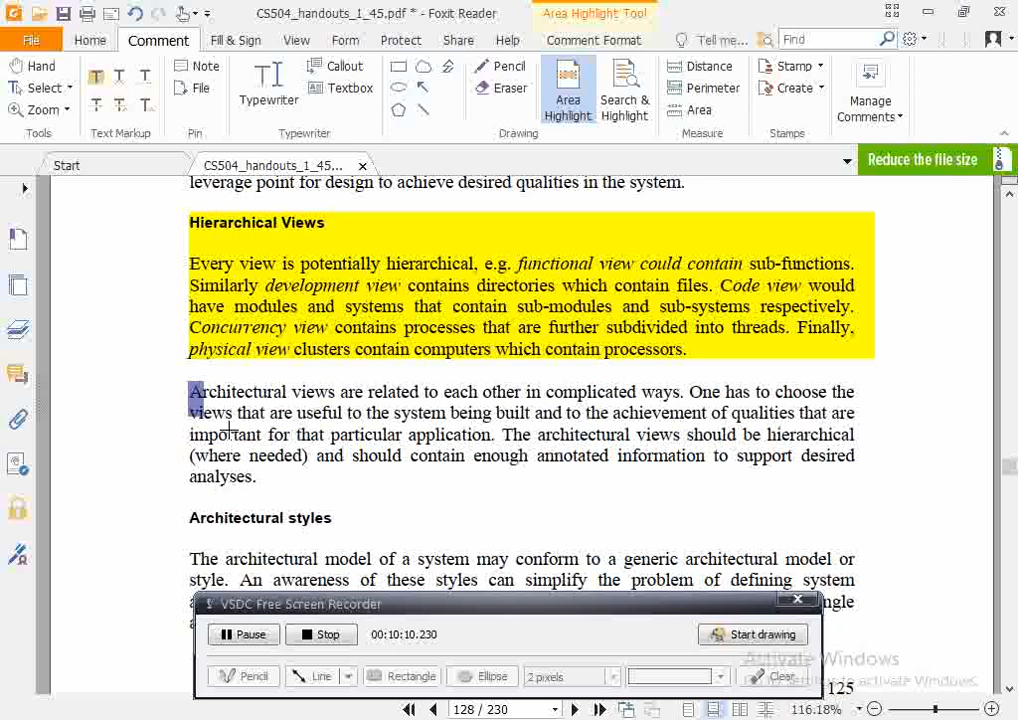 CS504_handouts_1_45.pdf * - Foxit Reader
Area Highlight Tool
File Home Comment Fill & Sign View Form Protect Share Help Comment Format Tell me... Find
Hand
Select
Zoom
Tools
T T T
T T T
Text Markup
Note
File
Pin
Typewriter
Callout
Textbox
Typewriter
Pencil
Eraser
Area Highlight
Search & Highlight
Drawing
Distance
Perimeter
Area
Measure
Stamp
Create
Stamps
Manage Comments
Start
CS504_handouts_1_45...
Reduce the file size
leverage point for design to achieve desired qualities in the system.
Hierarchical Views
Every view is potentially hierarchical, e.g. functional view could contain sub-functions.
Similarly development view contains directories which contain files. Code view would
have modules and systems that contain sub-modules and sub-systems respectively.
Concurrency view contains processes that are further subdivided into threads. Finally,
physical view clusters contain computers which contain processors.
Architectural views are related to each other in complicated ways. One has to choose the
views that are useful to the system being built and to the achievement of qualities that are
important for that particular application. The architectural views should be hierarchical
(where needed) and should contain enough annotated information to support desired
analyses.
Architectural styles
The architectural model of a system may conform to a generic architectural model or
style. An awareness of these styles can simplify the problem of defining system
VSDC Free Screen Recorder
Pause Stop 00:10:10.230 Start drawing
Pencil Line Rectangle Ellipse 2 pixels Clear
Activate Windows
125
128 / 230
116.18%